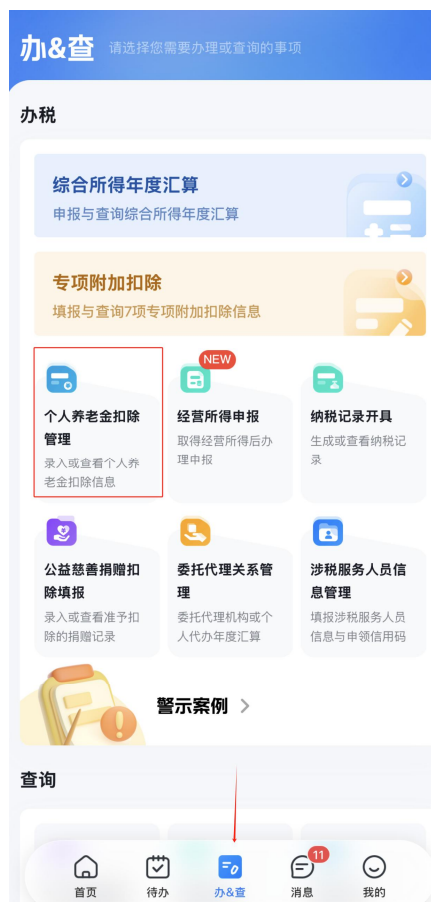 办&查 请选择您需要办理或查询的事项
办税
综合所得年度汇算
申报与查询综合所得年度汇算
专项附加扣除
填报与查询7项专项附加扣除信息
NEW
个人养老金扣除
管理
录入或查看个人养
老金扣除信息
经营所得申报
取得经营所得后办
理申报
纳税记录开具
生成或查看纳税记
录
公益慈善捐赠扣
除填报
录入或查看准予扣
除的捐赠记录
委托代理关系管
理
委托代理机构或个
人代办年度汇算
涉税服务人员信
息管理
填报涉税服务人员
信息与申领信用码
警示案例
查询
11
首页 待办 办&查 消息 我的